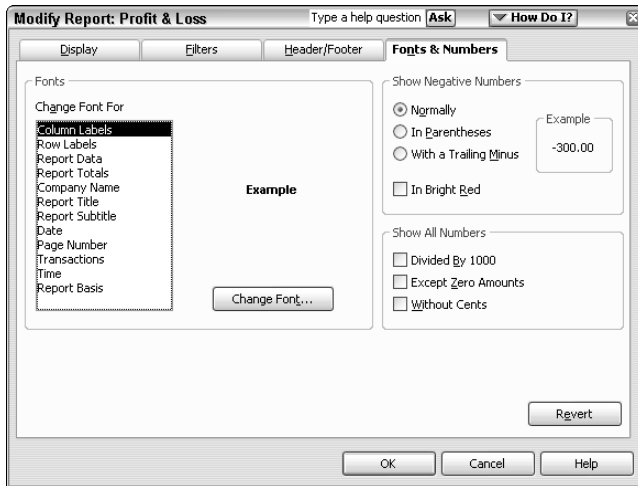 Modify Report: Profit & Loss
Type a help question Ask
How Do I?
Display
Filters
Header/Footer
Fonts & Numbers
Fonts
Change Font For
Column Labels
Row Labels
Report Data
Report Totals
Company Name
Report Title
Report Subtitle
Date
Page Number
Transactions
Time
Report Basis
Example
Change Font...
Show Negative Numbers
Normally
In Parentheses
With a Trailing Minus
In Bright Red
Example
-300.00
Show All Numbers
Divided By 1000
Except Zero Amounts
Without Cents
Revert
OK
Cancel
Help